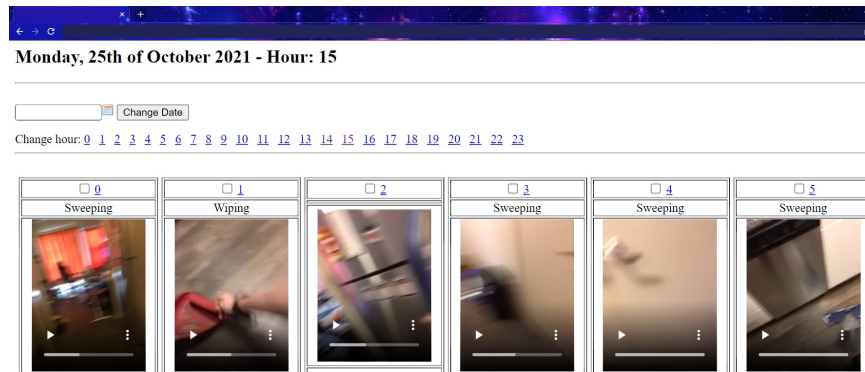 Monday, 25th of October 2021 - Hour: 15
Change Date
Change hour: 0 1 2 3 4 5 6 7 8 9 10 11 12 13 14 15 16 17 18 19 20 21 22 23
0 1 2 3 4 5
Sweeping Wiping Sweeping Sweeping Sweeping